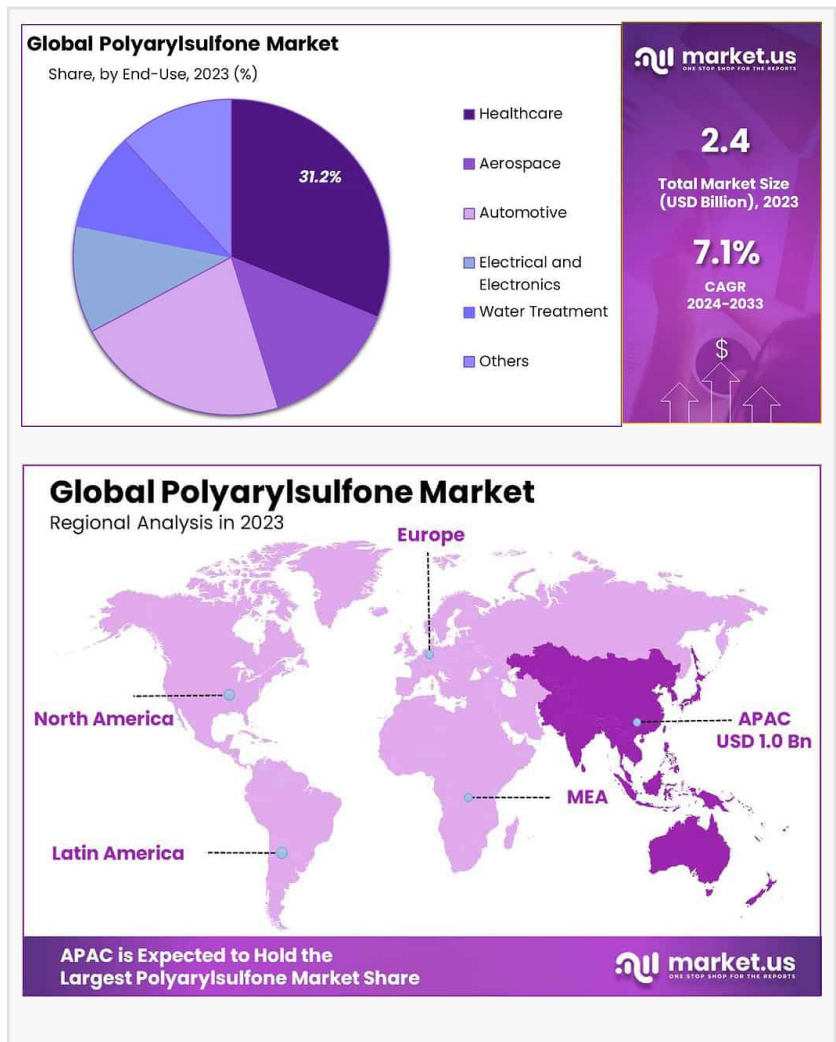 Global Polyarylsulfone Market
Share, by End-Use, 2023 (%)
31.2%
Healthcare
Aerospace
Automotive
Electrical and
Electronics
Water Treatment
Others
market.us
ONE STOP SHOP FOR THE REPORTS
2.4
Total Market Size
(USD Billion), 2023
7.1%
CAGR
2024-2033
$
Global Polyarylsulfone Market
Regional Analysis in 2023
Europe
North America
APAC
USD 1.0 Bn
MEA
Latin America
APAC is Expected to Hold the
Largest Polyarylsulfone Market Share
market.us
ONE STOP SHOP FOR THE REPORTS